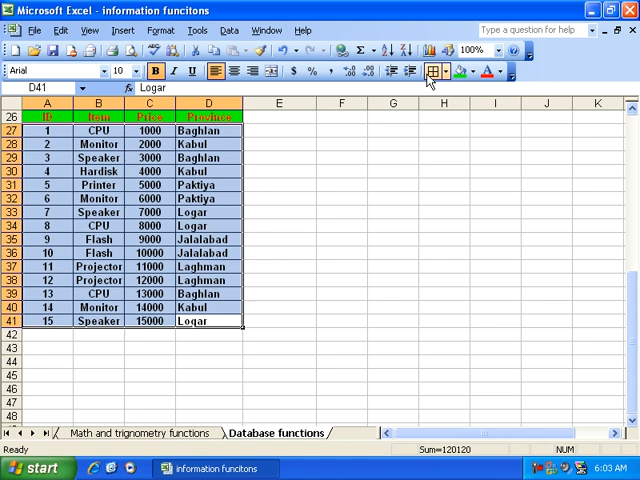 Microsoft Excel - information funcitons
File Edit View Insert Format Tools Data Window Help
Type a question for help
Σ 100%
Arial 10 B I U $ % , A
D41 Logar
A B C D E F G H I J K
26 ID Item Price Province
27 1 CPU 1000 Baghlan
28 2 Monitor 2000 Kabul
29 3 Speaker 3000 Baghlan
30 4 Hardisk 4000 Kabul
31 5 Printer 5000 Paktiya
32 6 Monitor 6000 Paktiya
33 7 Speaker 7000 Logar
34 8 CPU 8000 Logar
35 9 Flash 9000 Jalalabad
36 10 Flash 10000 Jalalabad
37 11 Projector 11000 Laghman
38 12 Projector 12000 Laghman
39 13 CPU 13000 Baghlan
40 14 Monitor 14000 Kabul
41 15 Speaker 15000 Logar
42
43
44
45
46
47
48
Math and trignometry functions Database functions
Ready Sum=120120 NUM
start information funcitons 6:03 AM